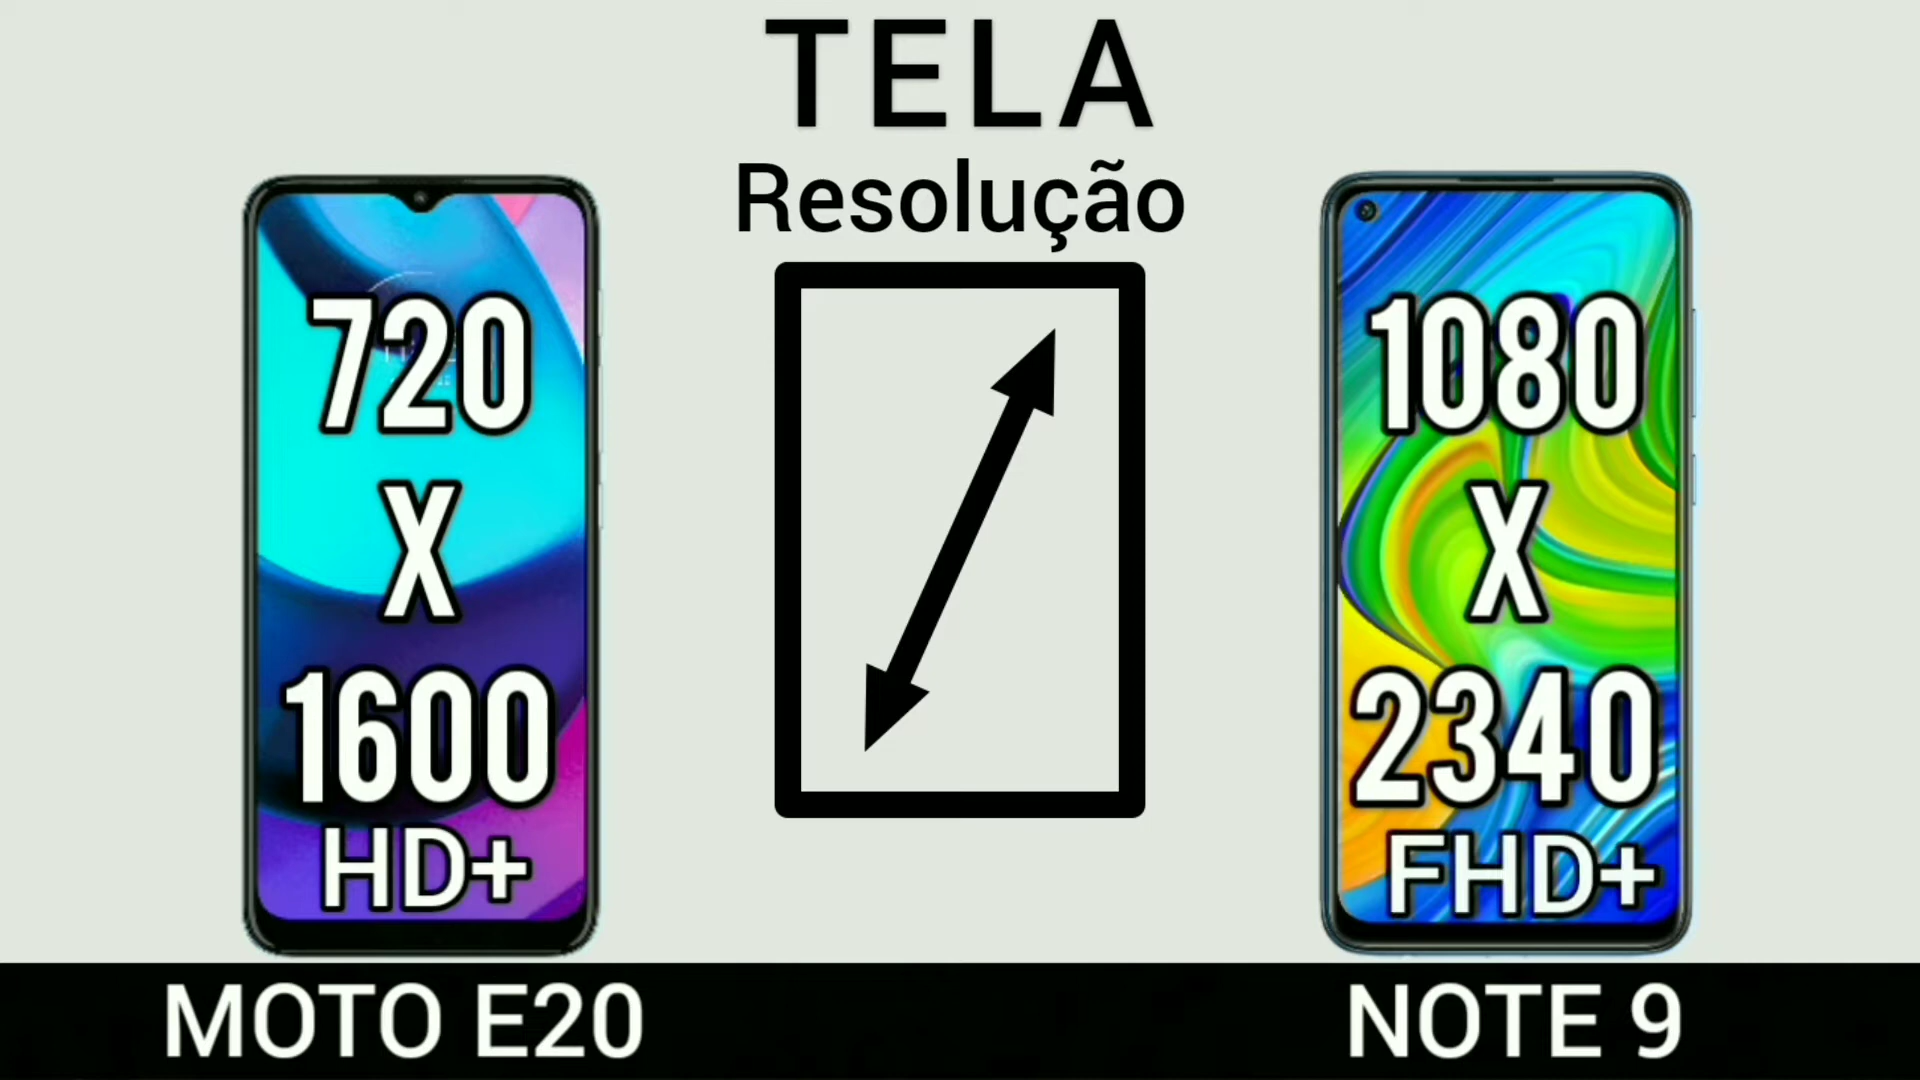 TELA
Resolução
720
X
1600
HD+
1080
X
2340
FHD+
MOTO E20
NOTE 9